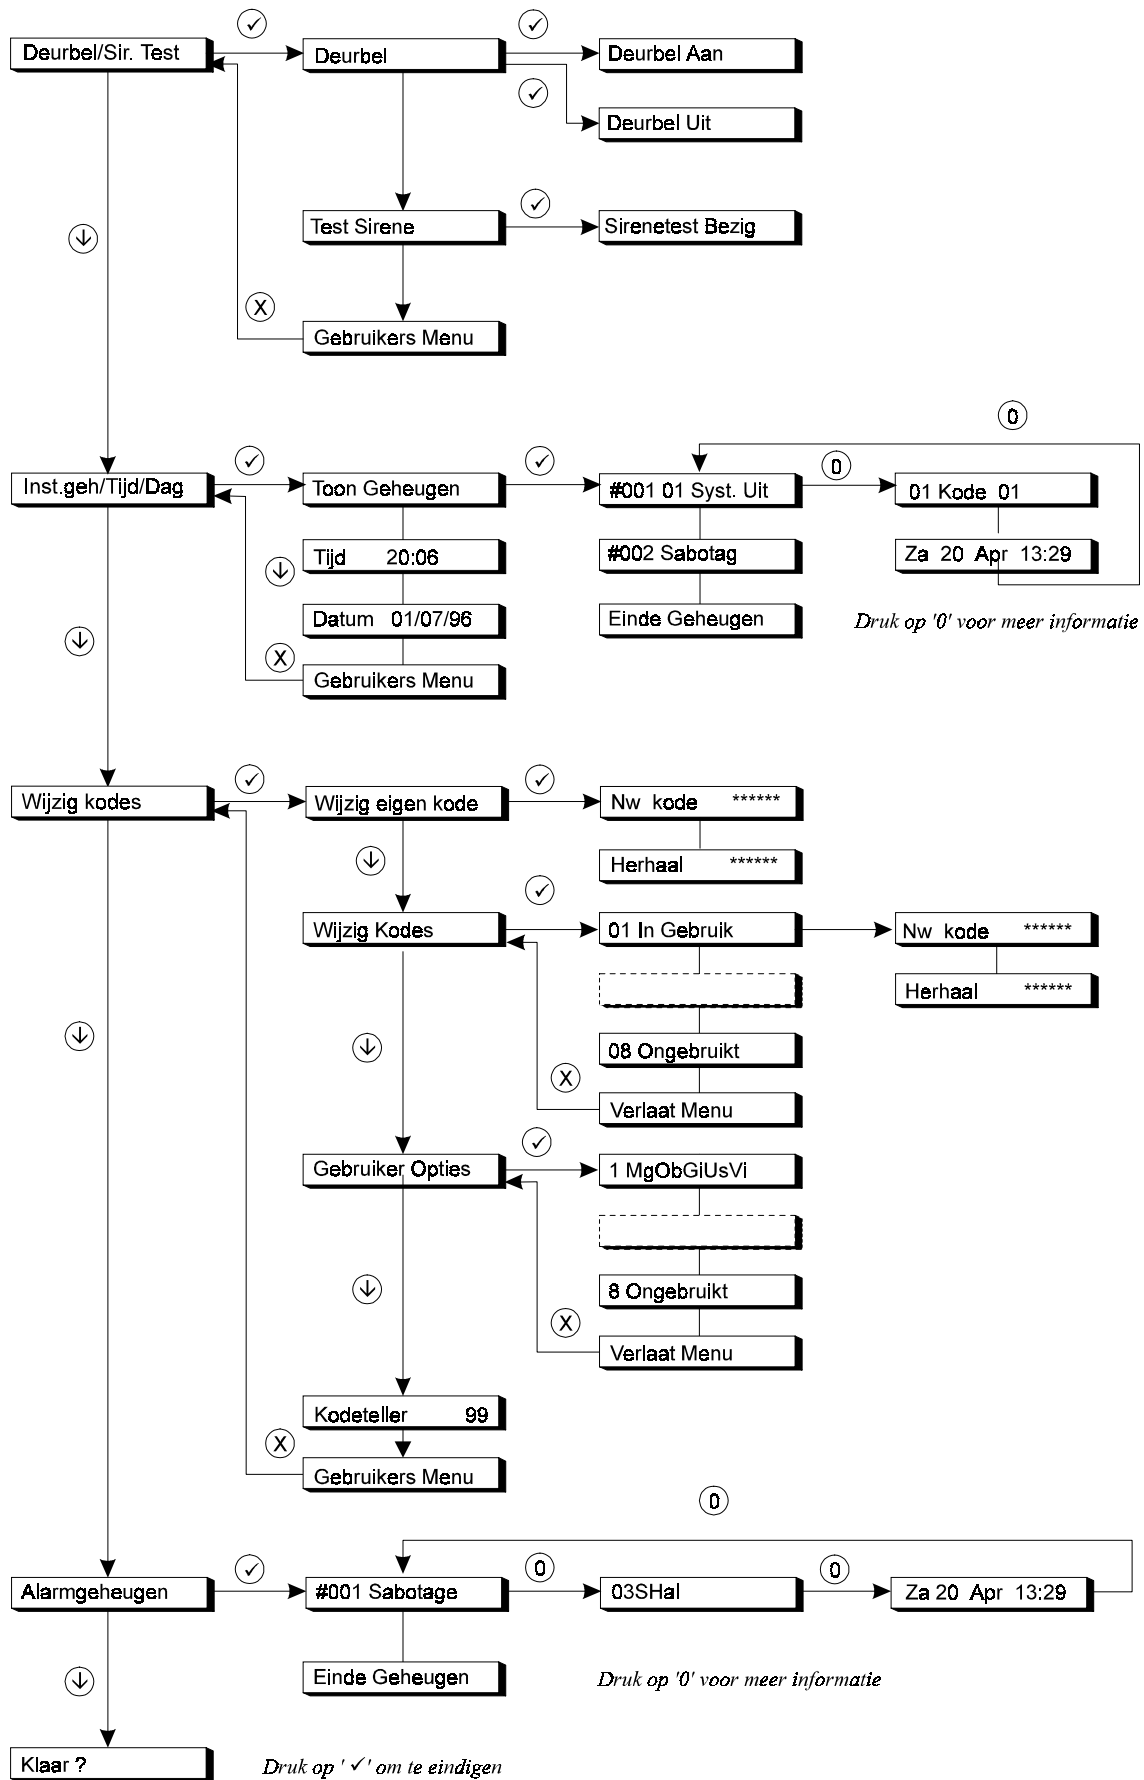 ✓
✓
Deurbel/Sir. Test
Deurbel
Deurbel Aan
✓
Deurbel Uit
✓
Test Sirene
Sirenetest Bezig
↓
X
Gebruikers Menu
0
✓
✓
0
Inst.geh/Tijd/Dag
Toon Geheugen
#001 01 Syst. Uit
01 Kode 01
Tijd 20:06
#002 Sabotag
Za 20 Apr 13:29
↓
Datum 01/07/96
Einde Geheugen
Druk op '0' voor meer informatie
↓
X
Gebruikers Menu
✓
✓
Wijzig kodes
Wijzig eigen kode
Nw kode ******
↓
Herhaal ******
✓
Wijzig Kodes
01 In Gebruik
Nw kode ******
Herhaal ******
↓
↓
08 Ongebruikt
X
Verlaat Menu
✓
Gebruiker Opties
1 MgObGiUsVi
↓
8 Ongebruikt
X
Verlaat Menu
Kodeteller 99
X
Gebruikers Menu
0
✓
0
0
Alarmgeheugen
#001 Sabotage
03SHal
Za 20 Apr 13:29
↓
Einde Geheugen
Druk op '0' voor meer informatie
Klaar ?
Druk op ' ✓' om te eindigen